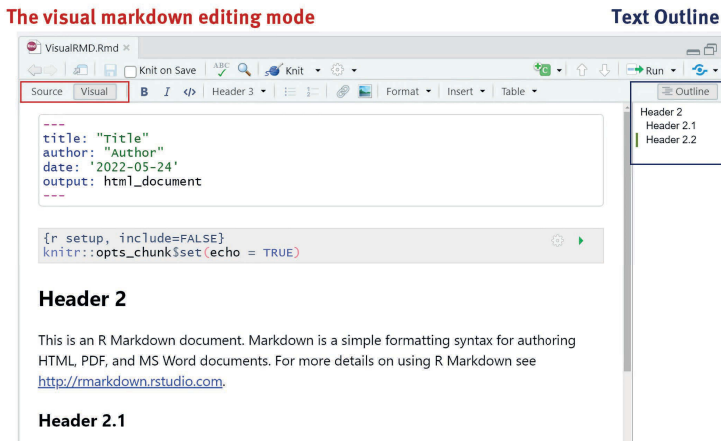 The visual markdown editing mode
Text Outline
VisualRMD.Rmd ×
Knit on Save ABC Knit Run
Source Visual B I </> Header 3 Format Insert Table Outline
---
title: "Title"
author: "Author"
date: '2022-05-24'
output: html_document
---
{r setup, include=FALSE}
knitr::opts_chunk$set(echo = TRUE)
Header 2
This is an R Markdown document. Markdown is a simple formatting syntax for authoring
HTML, PDF, and MS Word documents. For more details on using R Markdown see
http://rmarkdown.rstudio.com.
Header 2.1
Header 2
Header 2.1
Header 2.2